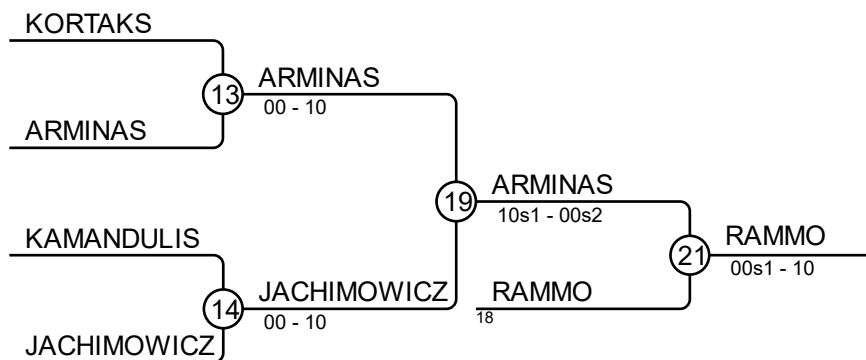 KORTAKS
13
ARMINAS
00 - 10
ARMINAS
19
ARMINAS
10s1 - 00s2
KAMANDULIS
21
RAMMO
00s1 - 10
14
JACHIMOWICZ
00 - 10
RAMMO
18
JACHIMOWICZ